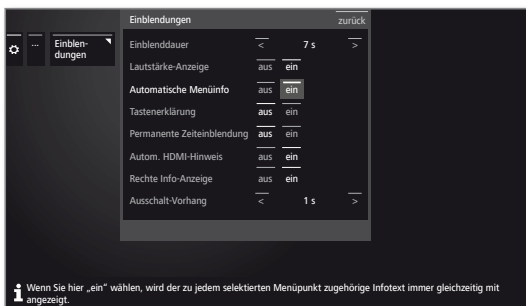 Einblendungen zurück
... Einblen-
dungen
Einblenddauer < 7 s >
Lautstärke-Anzeige aus ein
Automatische Menüinfo aus ein
Tastenerklärung aus ein
Permanente Zeiteinblendung aus ein
Autom. HDMI-Hinweis aus ein
Rechte Info-Anzeige aus ein
Ausschalt-Vorhang < 1 s >
i Wenn Sie hier „ein“ wählen, wird der zu jedem selektierten Menüpunkt zugehörige Infotext immer gleichzeitig mit
angezeigt.